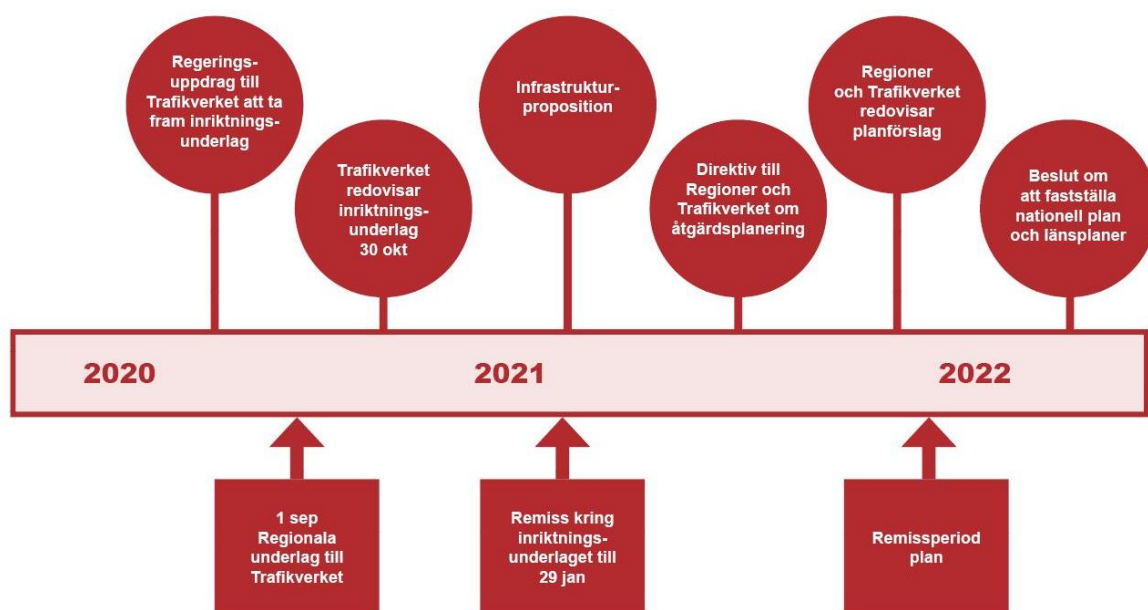 Regerings-
uppdrag till
Trafikverket att ta
fram inriktnings-
underlag
Trafikverket
redovisar
inriktnings-
underlag
30 okt
Infrastruktur-
proposition
Direktiv till
Regioner och
Trafikverket om
åtgärdsplanering
Regioner
och Trafikverket
redovisar
planförslag
Beslut om
att fastställa
nationell plan
och länsplaner
2020
2021
2022
1 sep
Regionala
underlag till
Trafikverket
Remiss kring
inriktnings-
underlaget till
29 jan
Remissperiod
plan